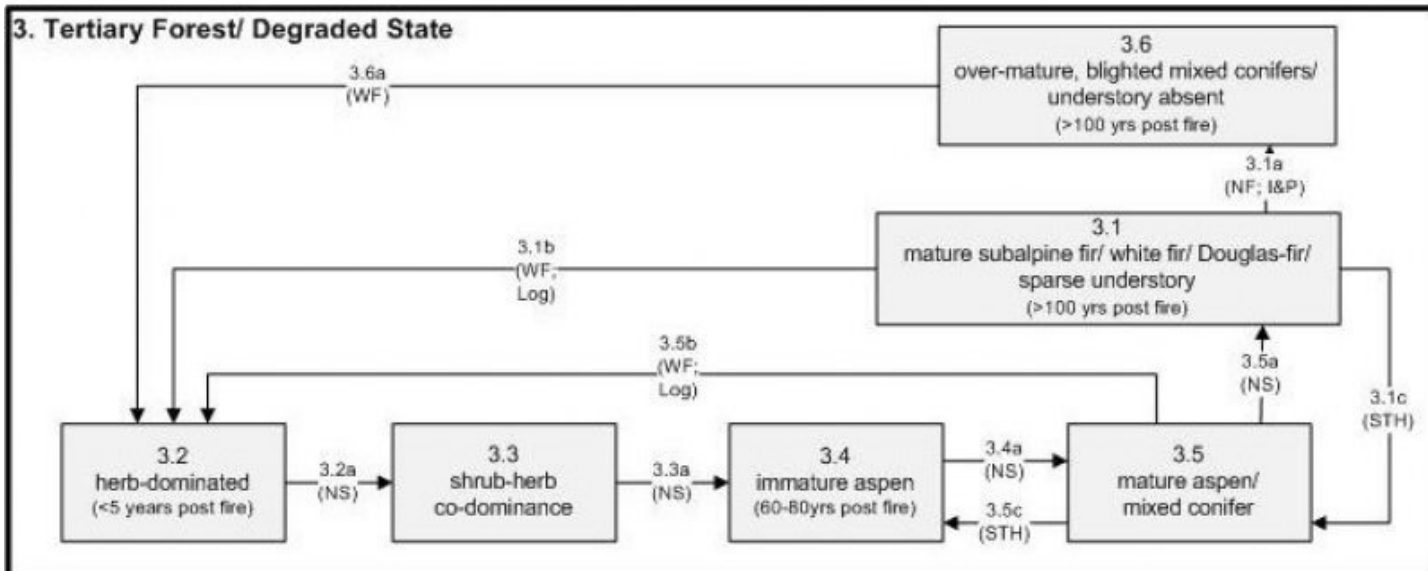 3. Tertiary Forest/ Degraded State
3.6
over-mature, blighted mixed conifers/
understory absent
(>100 yrs post fire)
3.6a
(WF)
3.1a
(NF; I&P)
3.1
mature subalpine fir/ white fir/ Douglas-fir/
sparse understory
(>100 yrs post fire)
3.1b
(WF;
Log)
3.5b
(WF;
Log)
3.5a
(NS)
3.1c
(STH)
3.2
herb-dominated
(<5 years post fire)
3.2a
(NS)
3.3
shrub-herb
co-dominance
3.3a
(NS)
3.4
immature aspen
(60-80yrs post fire)
3.4a
(NS)
3.5c
(STH)
3.5
mature aspen/
mixed conifer